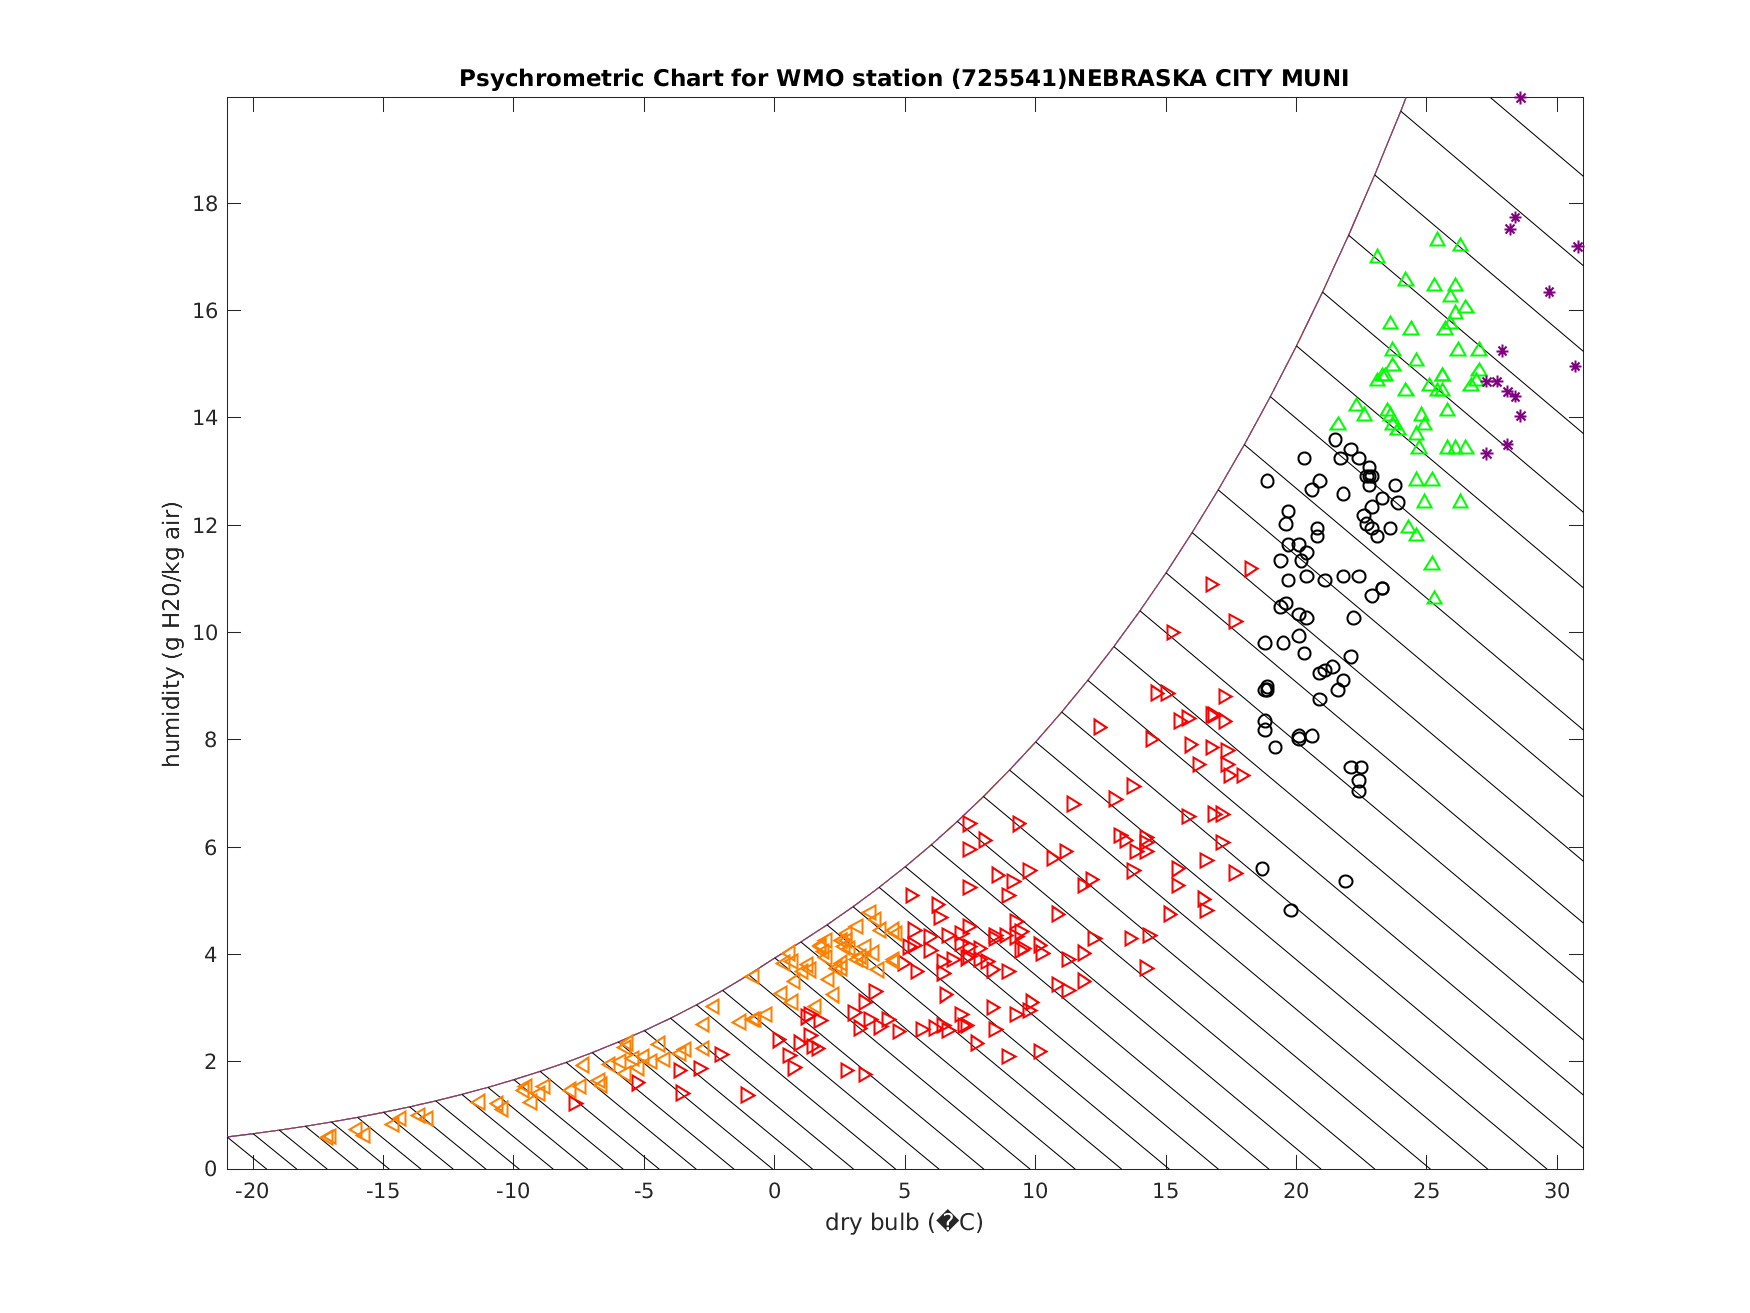 Psychrometric Chart for WMO station (725541)NEBRASKA CITY MUNI
humidity (g H20/kg air)
18
16
14
12
10
8
6
4
2
0
-20 -15 -10 -5 0 5 10 15 20 25 30
dry bulb (�C)